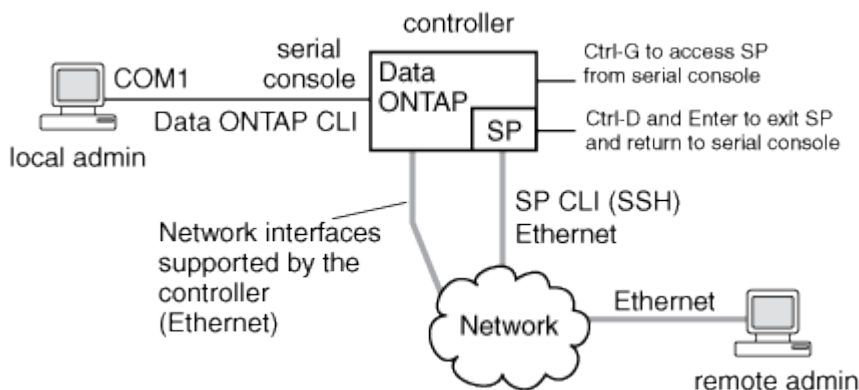 controller
serial
console
COM1
Data ONTAP CLI
local admin
Data
ONTAP
SP
Ctrl-G to access SP
from serial console
Ctrl-D and Enter to exit SP
and return to serial console
Network interfaces
supported by the
controller
(Ethernet)
SP CLI (SSH)
Ethernet
Network
Ethernet
remote admin